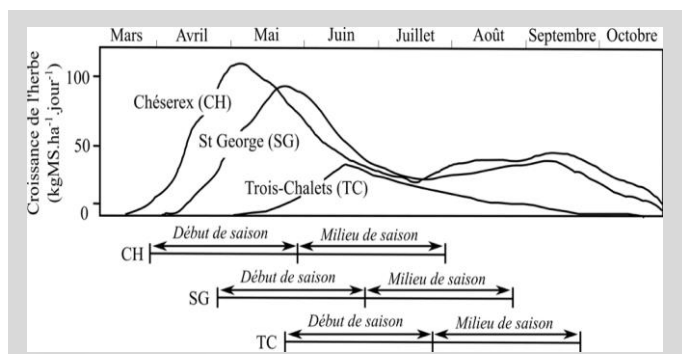 Mars Avril Mai Juin Juillet Août Septembre Octobre
Croissance de l'herbe
(kgMS.ha⁻¹.jour⁻¹)
100
50
0
Chéserex (CH)
St George (SG)
Trois-Chalets (TC)
Début de saison Milieu de saison
CH
Début de saison Milieu de saison
SG
Début de saison Milieu de saison
TC